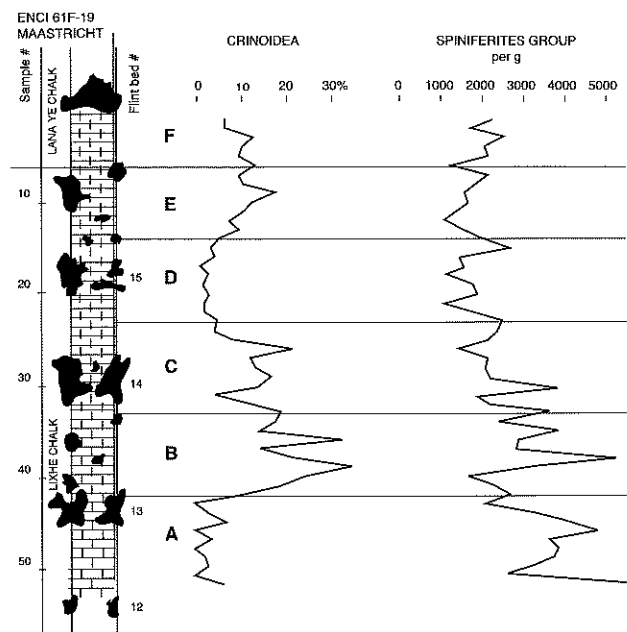 ENCI 61F-19
MAASTRICHT
Sample #
LANA YE CHALK
LIXHE CHALK
Flint bed #
CRINOIDEA
0 10 20 30%
SPINIFERITES GROUP
per g
0 1000 2000 3000 4000 5000
F
10
E
D
15
20
C
30
14
B
40
13
A
50
12